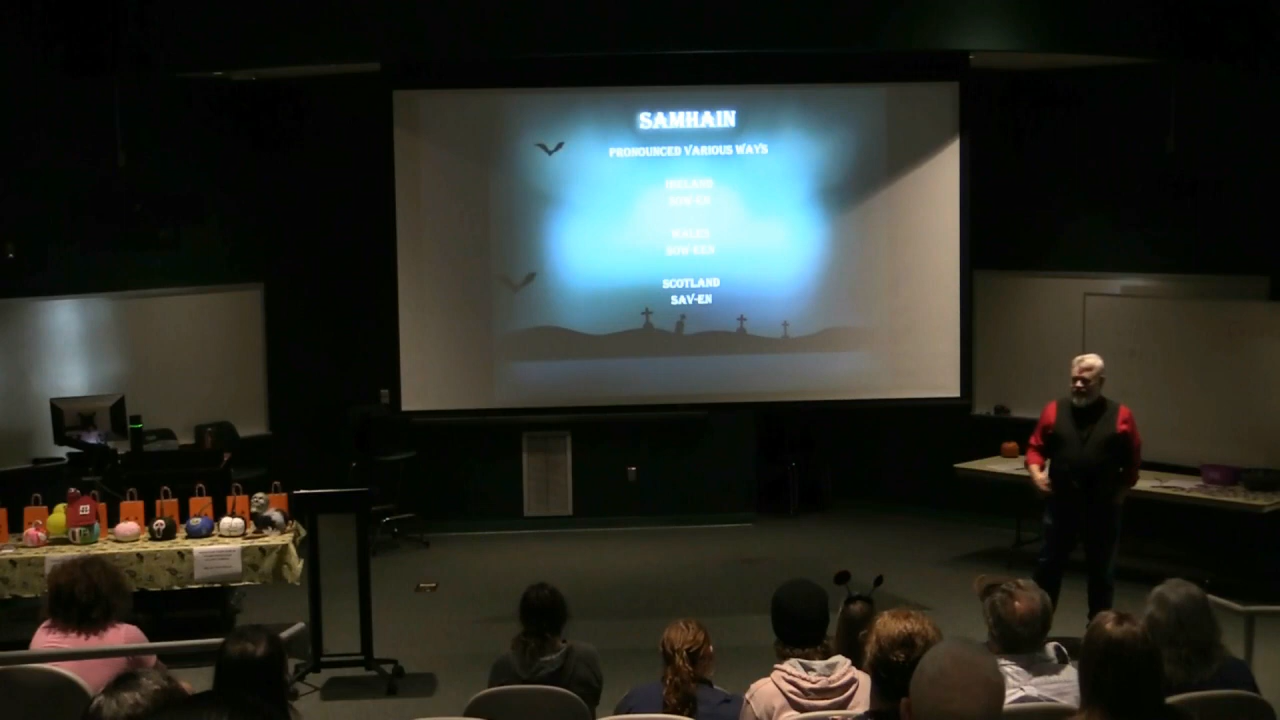 SAMHAIN
PRONOUNCED VARIOUS WAYS
IRELAND
SOW-EN
WALES
SOW-EEN
SCOTLAND
SAV-EN